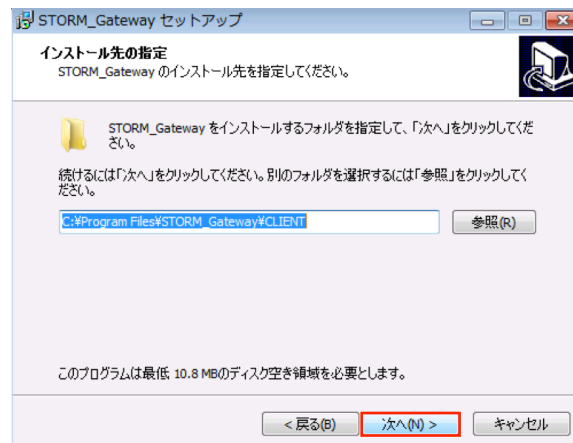 STORM_Gateway セットアップ
インストール先の指定
STORM_Gateway のインストール先を指定してください。
STORM_Gateway をインストールするフォルダを指定して、「次へ」をクリックしてくだ
さい。
続けるには「次へ」をクリックしてください。別のフォルダを選択するには「参照」をクリックしてく
ださい。
C:¥Program Files¥STORM_Gateway¥CLIENT
参照(R)
このプログラムは最低 10.8 MBのディスク空き領域を必要とします。
< 戻る(B)
次へ(N) >
キャンセル